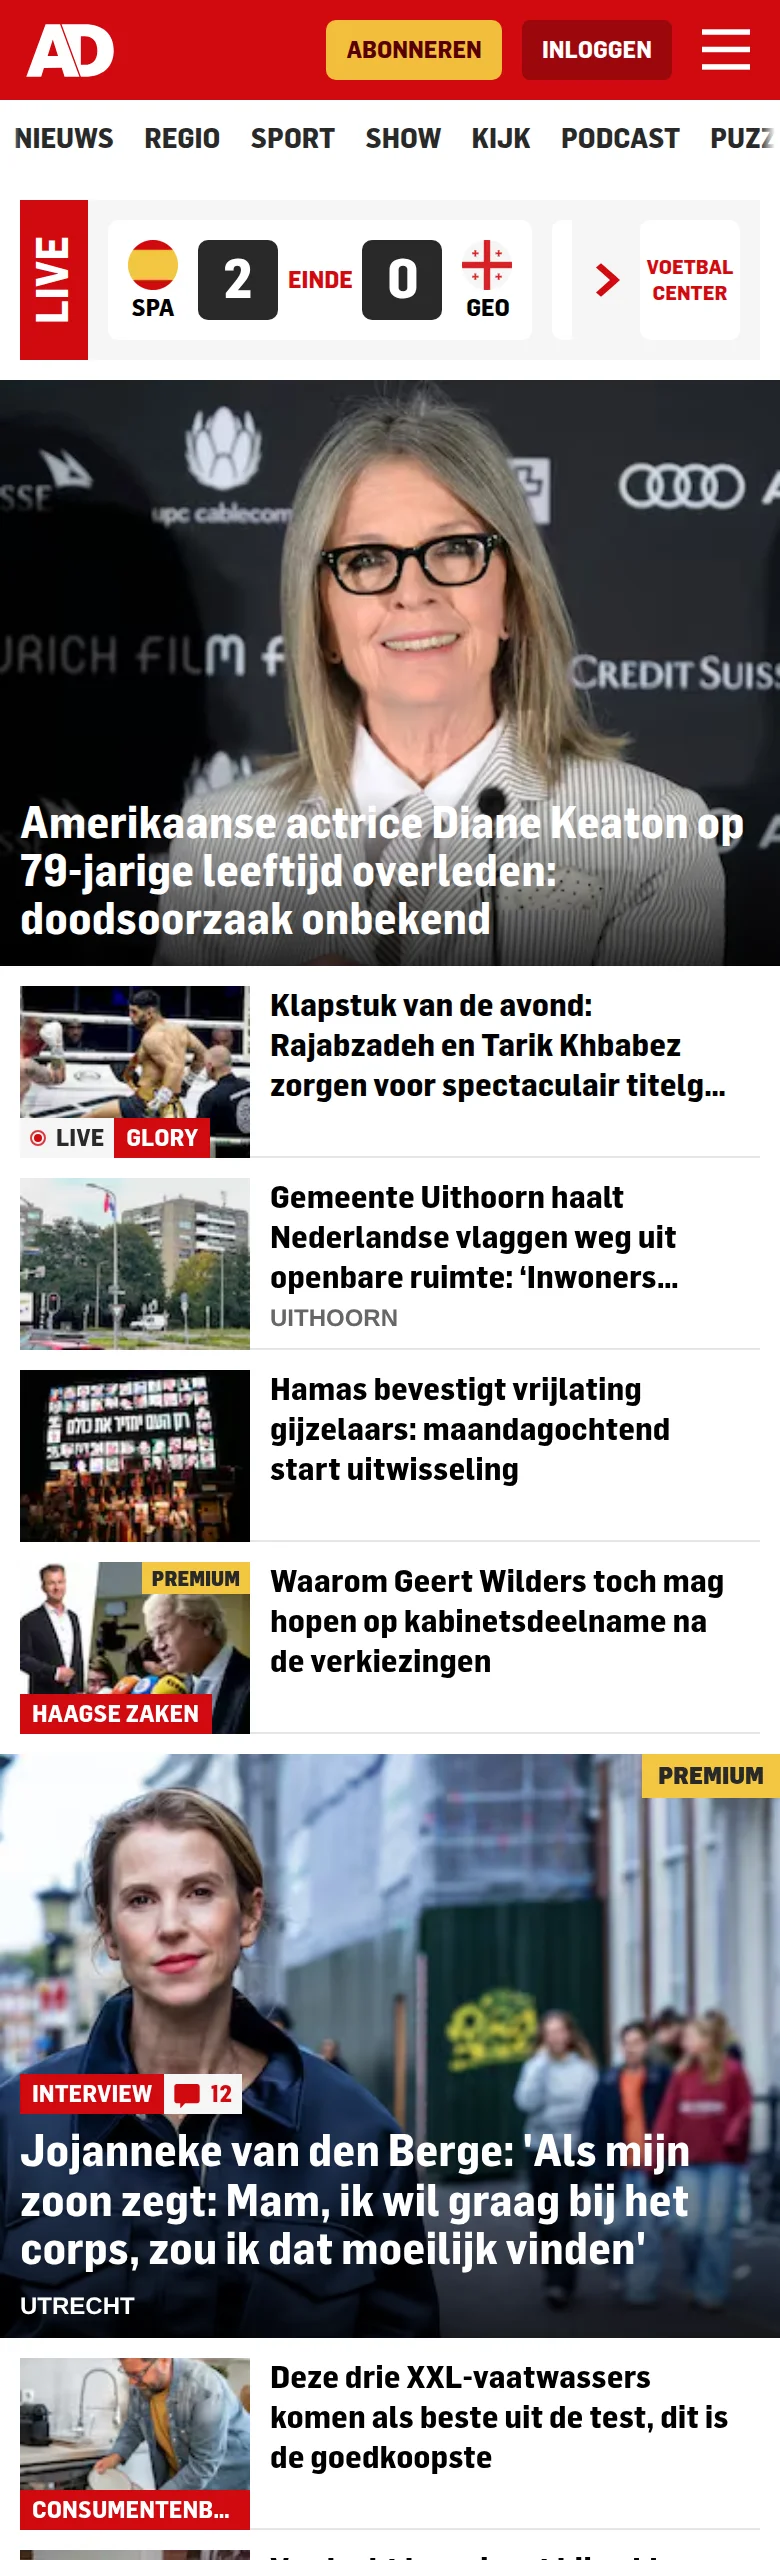 AD
ABONNEREN
INLOGGEN
NIEUWS REGIO SPORT SHOW KIJK PODCAST PUZZ
LIVE
SPA
2
EINDE
0
GEO
VOETBAL
CENTER
upc cablecom
CREDIT SUISS
Amerikaanse actrice Diane Keaton op
79-jarige leeftijd overleden:
doodsoorzaak onbekend
LIVE GLORY
Klapstuk van de avond:
Rajabzadeh en Tarik Khbabez
zorgen voor spectaculair titelg...
Gemeente Uithoorn haalt
Nederlandse vlaggen weg uit
openbare ruimte: ‘Inwoners...
UITHOORN
Hamas bevestigt vrijlating
gijzelaars: maandagochtend
start uitwisseling
PREMIUM
HAAGSE ZAKEN
Waarom Geert Wilders toch mag
hopen op kabinetsdeelname na
de verkiezingen
PREMIUM
INTERVIEW 12
Jojanneke van den Berge: 'Als mijn
zoon zegt: Mam, ik wil graag bij het
corps, zou ik dat moeilijk vinden'
UTRECHT
CONSUMENTENB...
Deze drie XXL-vaatwassers
komen als beste uit de test, dit is
de goedkoopste